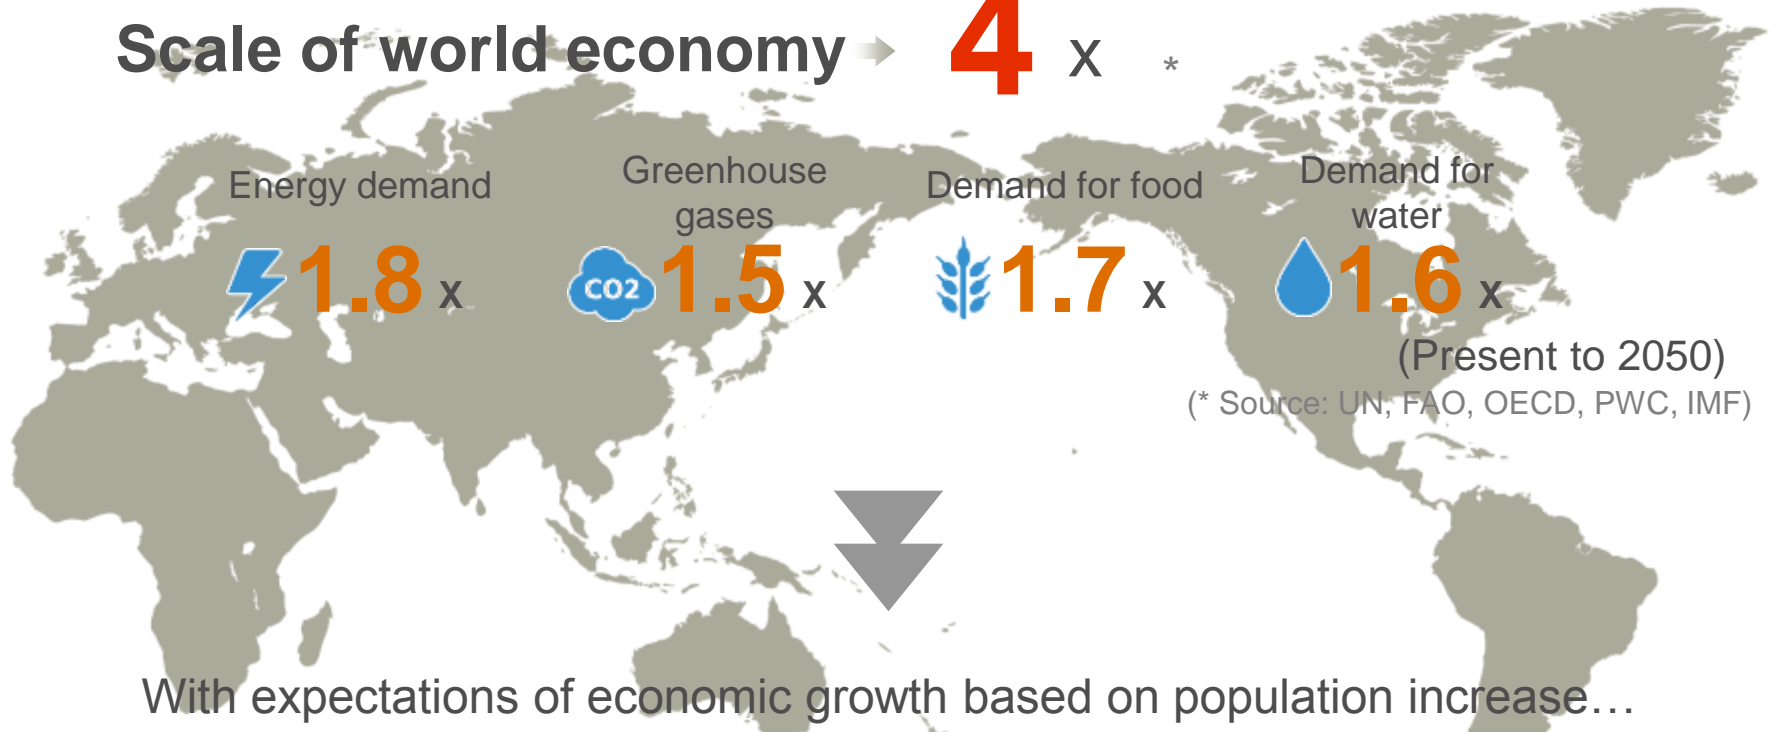 Scale of world economy 4 x *
Energy demand
Greenhouse
gases
Demand for food
Demand for
water
1.8 x
CO2 1.5 x
1.7 x
1.6 x
(Present to 2050)
(* Source: UN, FAO, OECD, PWC, IMF)
With expectations of economic growth based on population increase…